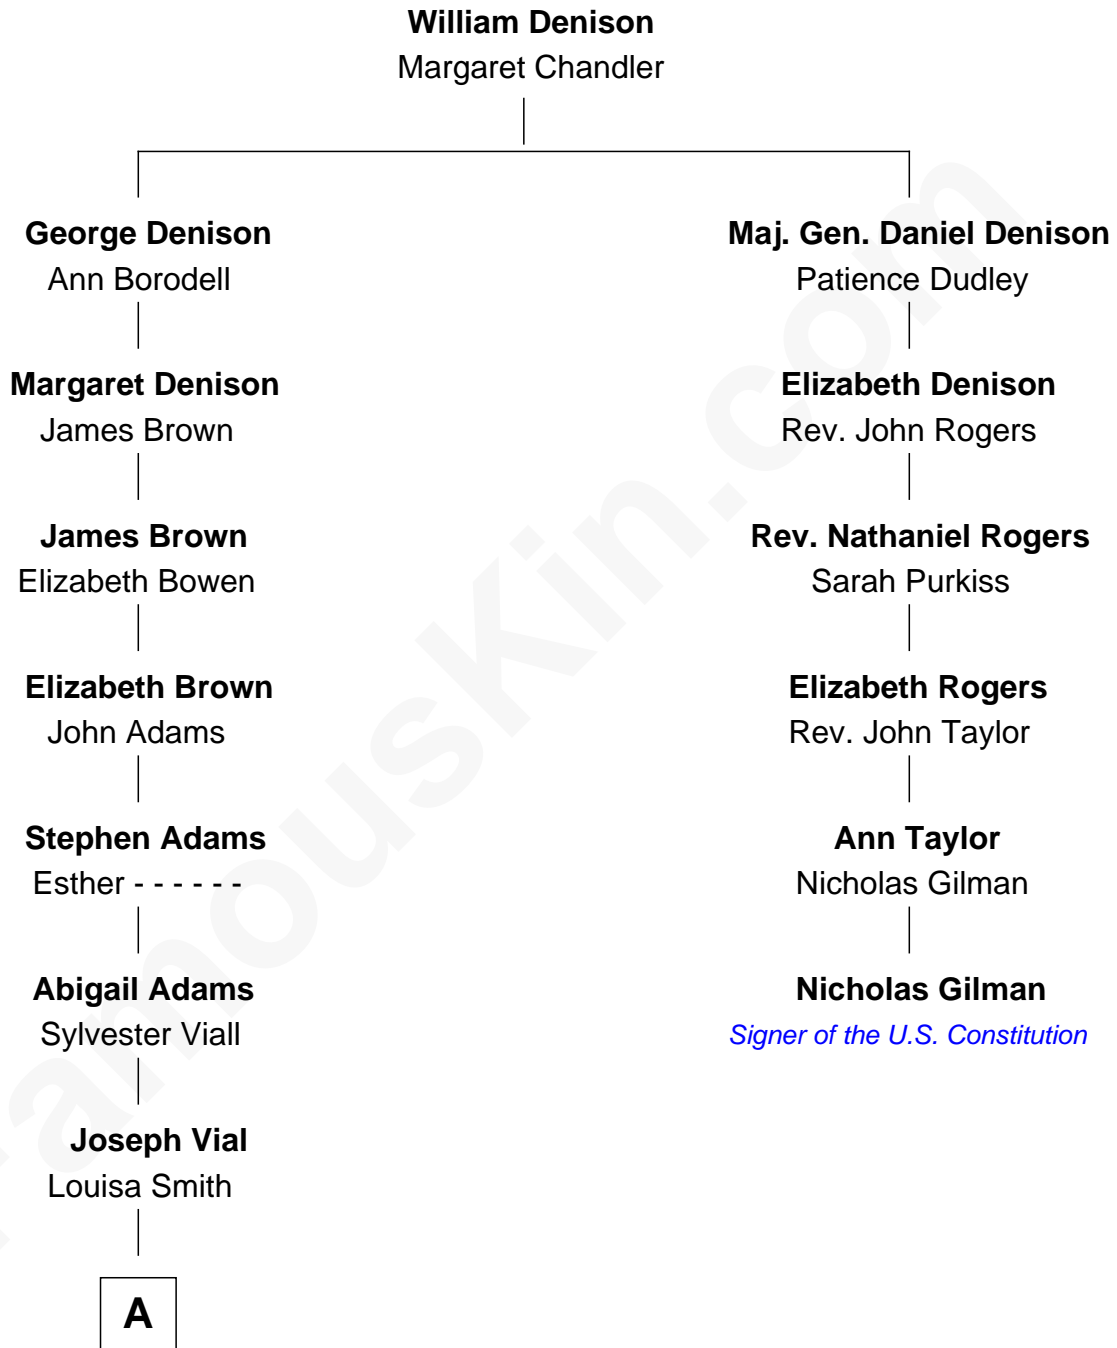 William Denison
Margaret Chandler
George Denison
Ann Borodell
Margaret Denison
James Brown
James Brown
Elizabeth Bowen
Elizabeth Brown
John Adams
Stephen Adams
Esther - - - - - -
Abigail Adams
Sylvester Viall
Joseph Vial
Louisa Smith
A
Maj. Gen. Daniel Denison
Patience Dudley
Elizabeth Denison
Rev. John Rogers
Rev. Nathaniel Rogers
Sarah Purkiss
Elizabeth Rogers
Rev. John Taylor
Ann Taylor
Nicholas Gilman
Nicholas Gilman
Signer of the U.S. Constitution
FamousKin.com